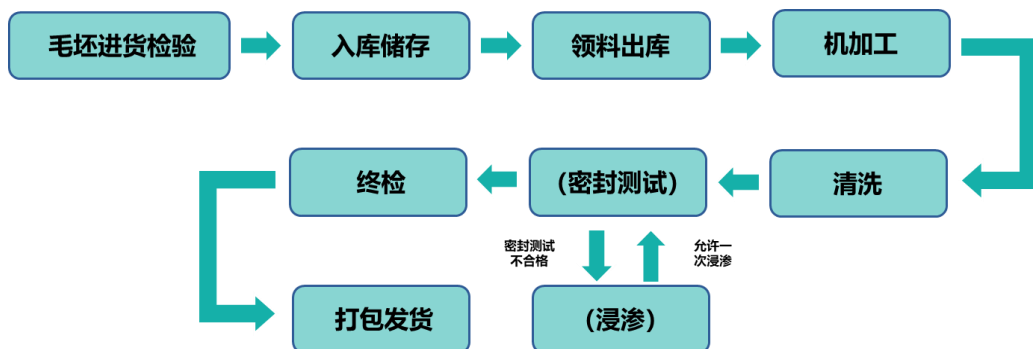 毛坯进货检验
入库储存
领料出库
机加工
终检
（密封测试）
清洗
密封测试
不合格
允许一
次浸渗
打包发货
（浸渗）